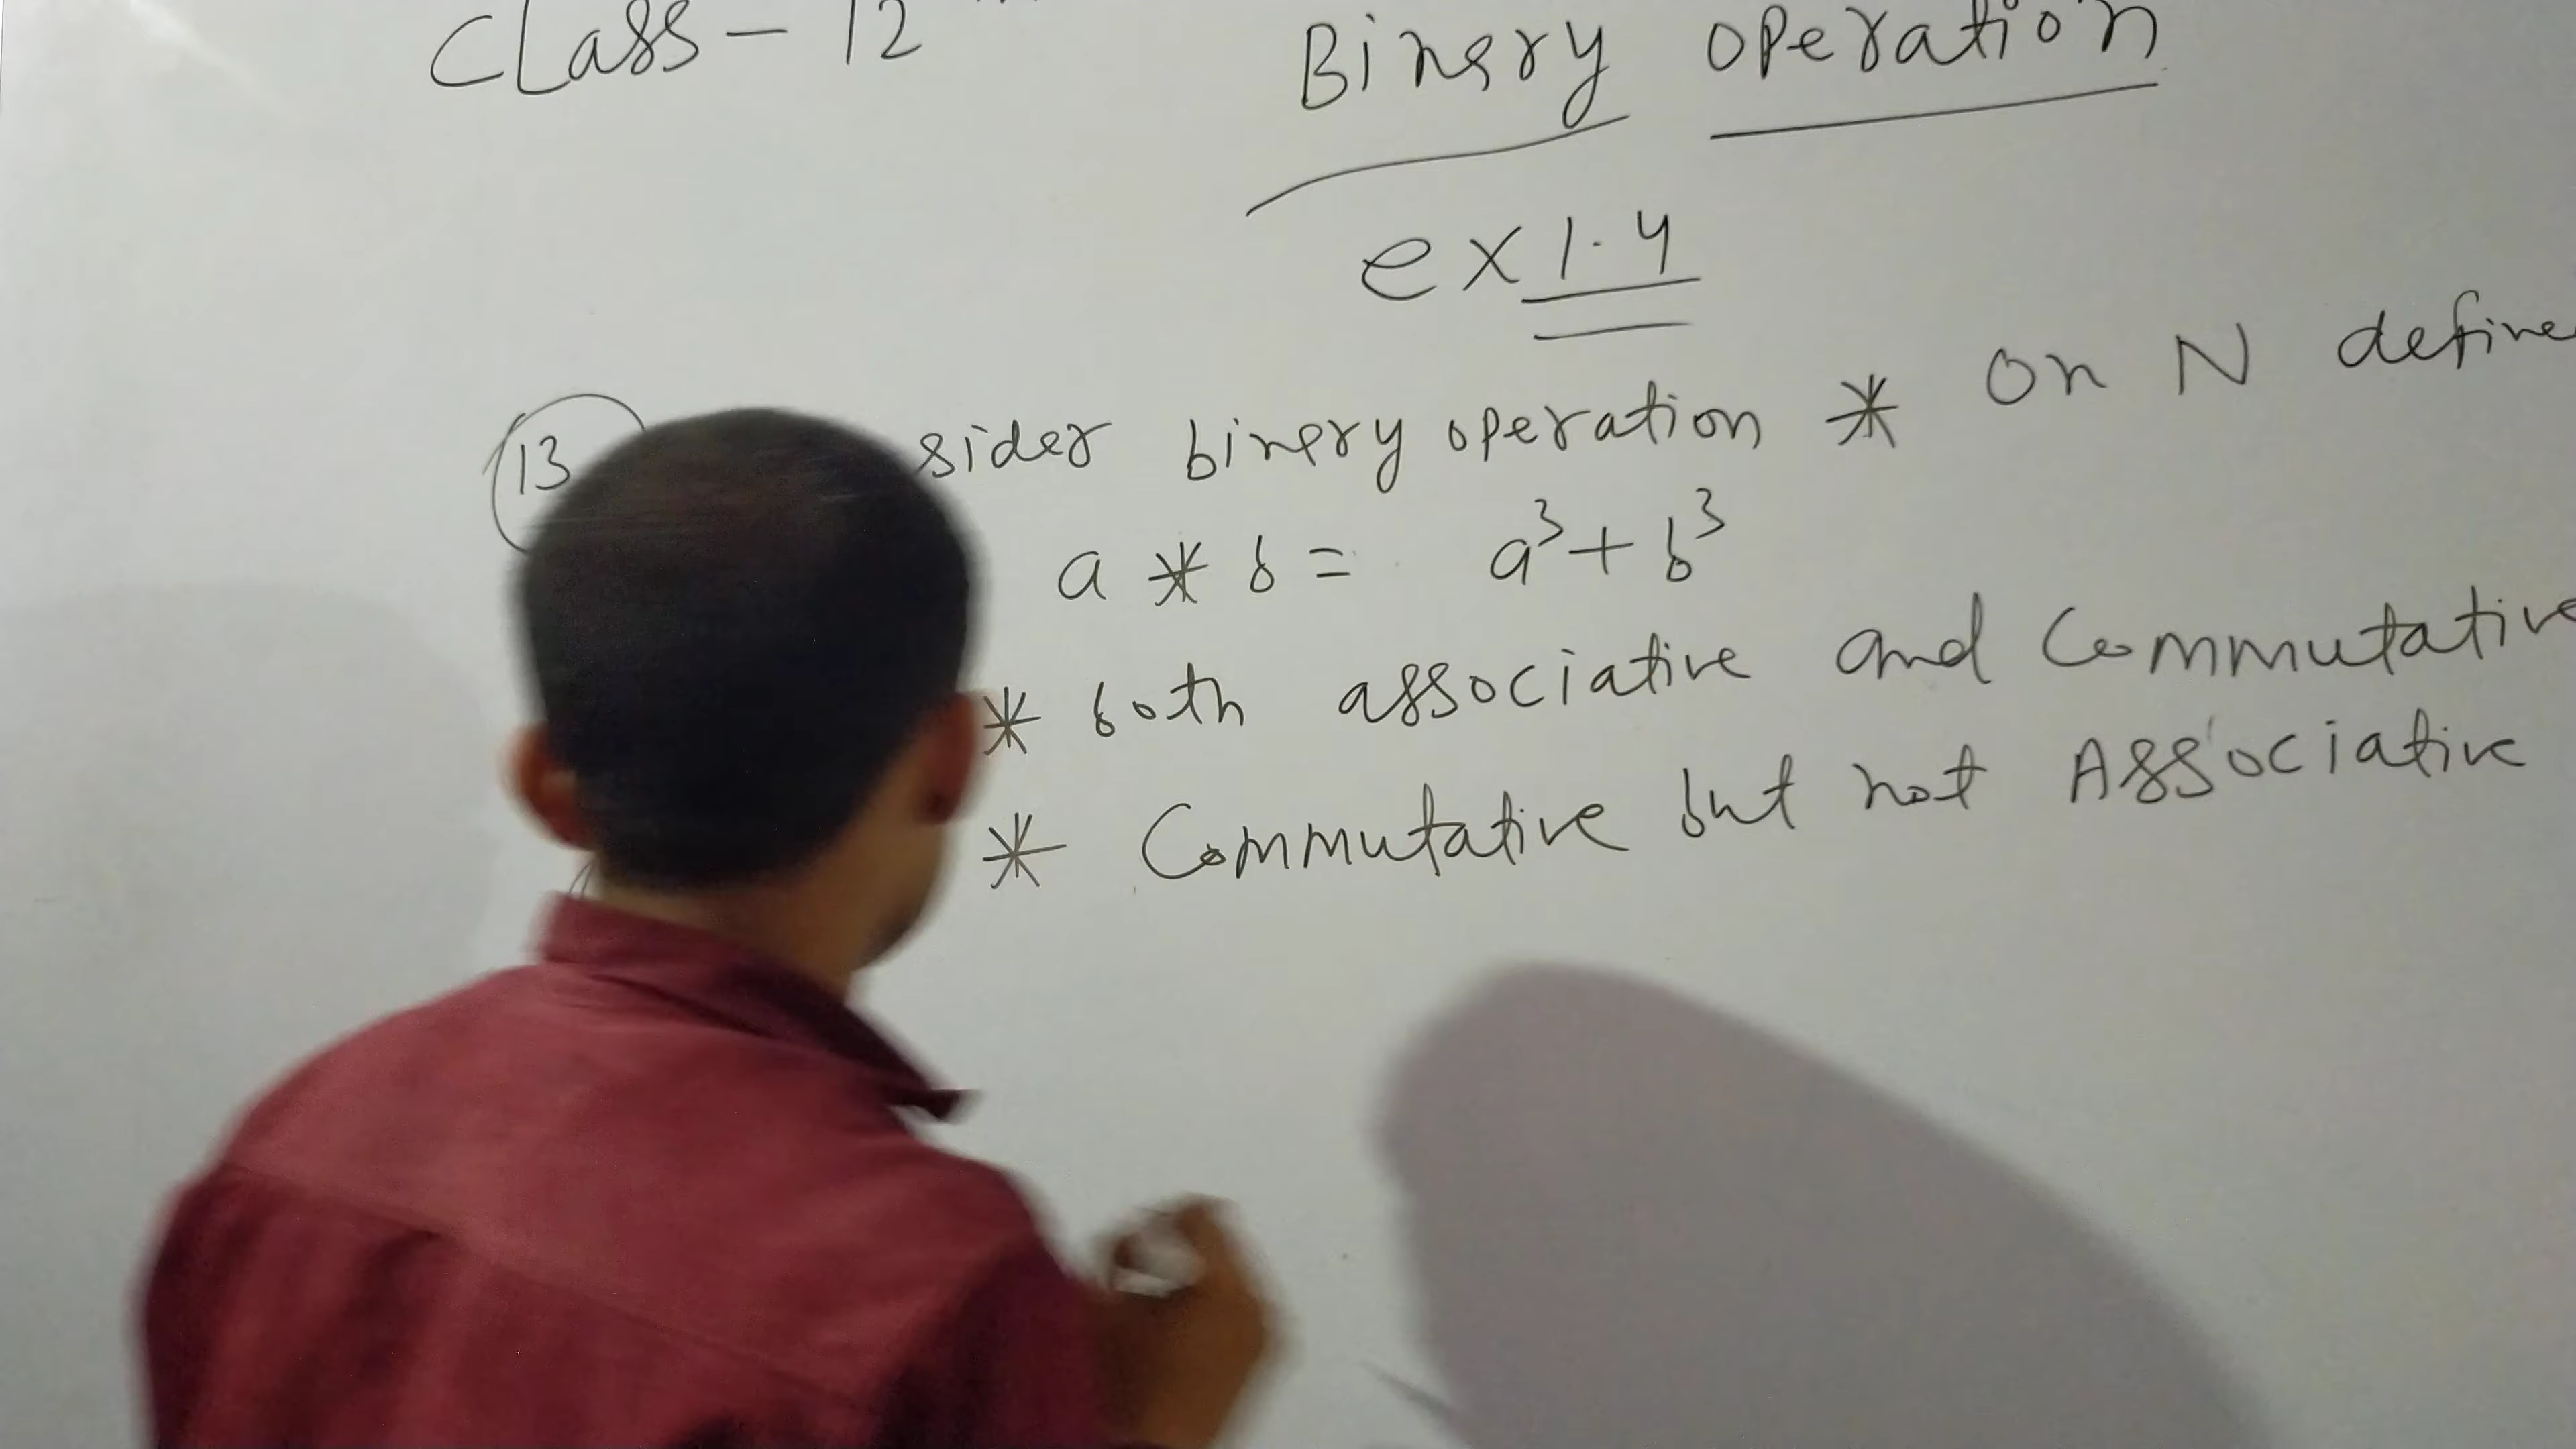 Class - 12
Binary operation
ex 1.4
13 sider binary operation * on N define
a * b = a³ + b³
* both associative and Commutative
* Commutative but not Associative